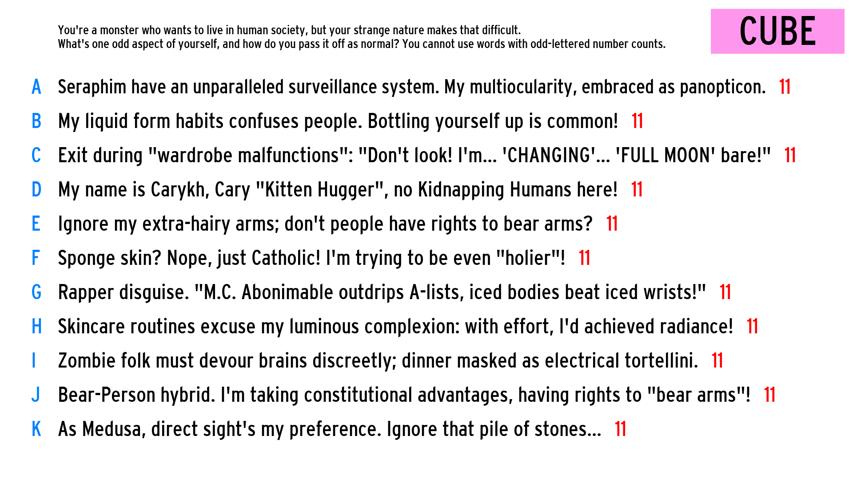 You're a monster who wants to live in human society, but your strange nature makes that difficult.
What's one odd aspect of yourself, and how do you pass it off as normal? You cannot use words with odd-lettered number counts.
CUBE
A Seraphim have an unparalleled surveillance system. My multiocularity, embraced as panopticon. 11
B My liquid form habits confuses people. Bottling yourself up is common! 11
C Exit during "wardrobe malfunctions": "Don't look! I'm... 'CHANGING'... 'FULL MOON' bare!" 11
D My name is Carykh, Cary "Kitten Hugger", no Kidnapping Humans here! 11
E Ignore my extra-hairy arms; don't people have rights to bear arms? 11
F Sponge skin? Nope, just Catholic! I'm trying to be even "holier"! 11
G Rapper disguise. "M.C. Abonimable outdrips A-lists, iced bodies beat iced wrists!" 11
H Skincare routines excuse my luminous complexion: with effort, I'd achieved radiance! 11
I Zombie folk must devour brains discreetly; dinner masked as electrical tortellini. 11
J Bear-Person hybrid. I'm taking constitutional advantages, having rights to "bear arms"! 11
K As Medusa, direct sight's my preference. Ignore that pile of stones... 11